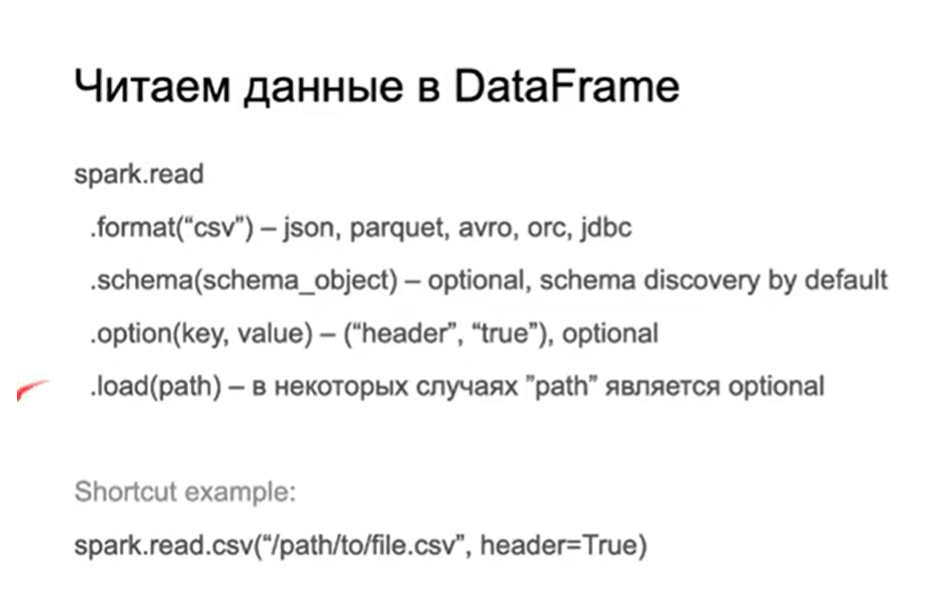 Читаем данные в DataFrame
spark.read
.format(“csv”) – json, parquet, avro, orc, jdbc
.schema(schema_object) – optional, schema discovery by default
.option(key, value) – (“header”, “true”), optional
.load(path) – в некоторых случаях ”path” является optional
Shortcut example:
spark.read.csv(“/path/to/file.csv”, header=True)